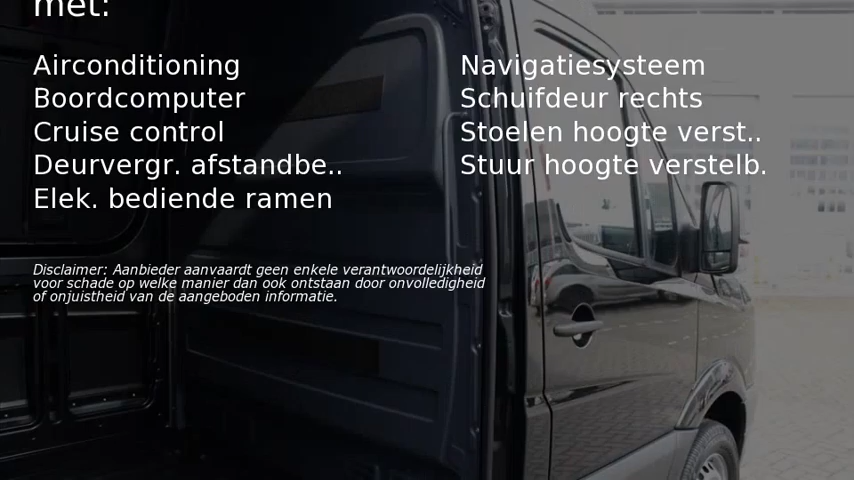 met:
Airconditioning
Boordcomputer
Cruise control
Deurvergr. afstandbe..
Elek. bediende ramen
Navigatiesysteem
Schuifdeur rechts
Stoelen hoogte verst..
Stuur hoogte verstelb.
Disclaimer: Aanbieder aanvaardt geen enkele verantwoordelijkheid
voor schade op welke manier dan ook ontstaan door onvolledigheid
of onjuistheid van de aangeboden informatie.